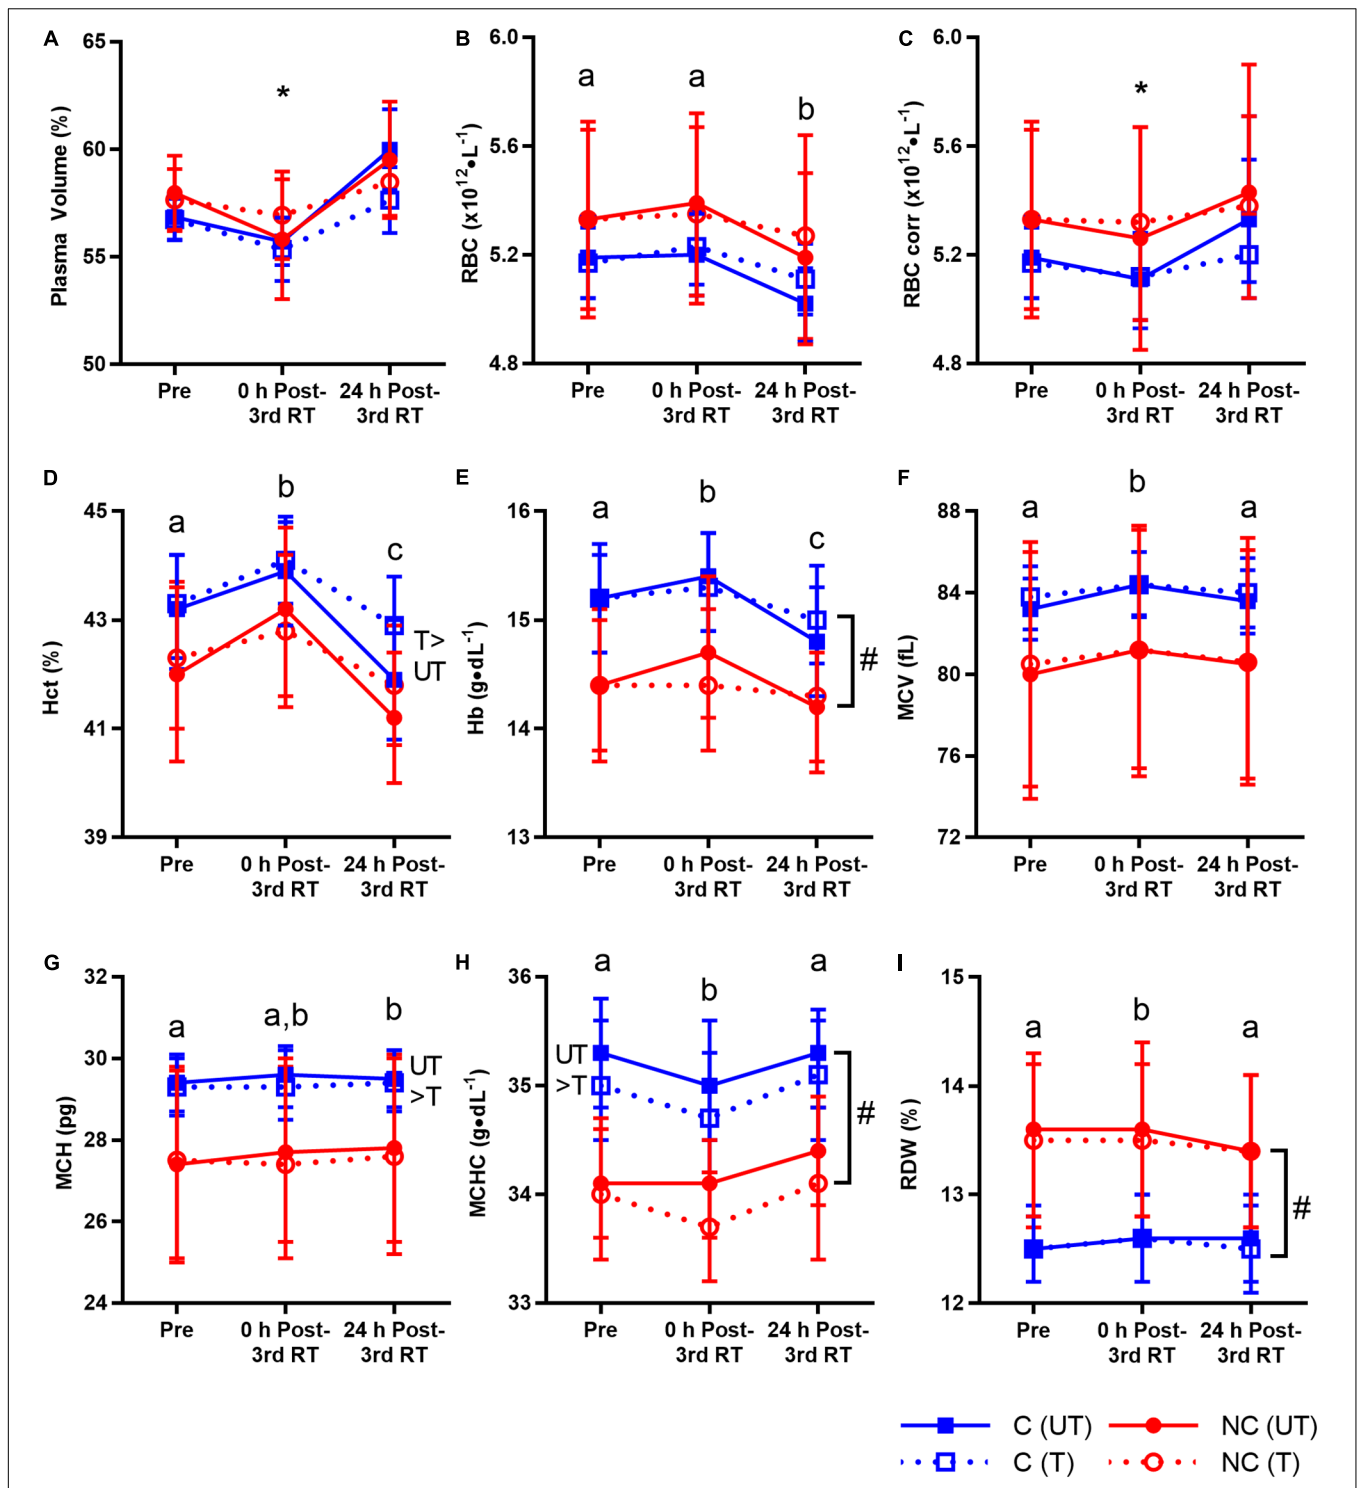 A
65
60
55
50
Plasma Volume (%)
*
Pre
0 h Post-
3rd RT
24 h Post-
3rd RT
B
6.0
5.6
5.2
4.8
RBC (x10¹²•L⁻¹)
a
a
b
Pre
0 h Post-
3rd RT
24 h Post-
3rd RT
C
6.0
5.6
5.2
4.8
RBC corr (x10¹²•L⁻¹)
*
Pre
0 h Post-
3rd RT
24 h Post-
3rd RT
D
45
43
41
39
Hct (%)
a
b
c
T>
UT
Pre
0 h Post-
3rd RT
24 h Post-
3rd RT
E
16
15
14
13
Hb (g•dL⁻¹)
a
b
c
#
Pre
0 h Post-
3rd RT
24 h Post-
3rd RT
F
88
84
80
76
72
MCV (fL)
a
b
a
Pre
0 h Post-
3rd RT
24 h Post-
3rd RT
G
32
30
28
26
24
MCH (pg)
a
a,b
b
UT
>T
Pre
0 h Post-
3rd RT
24 h Post-
3rd RT
H
36
35
34
33
MCHC (g•dL⁻¹)
a
b
a
UT
>T
#
Pre
0 h Post-
3rd RT
24 h Post-
3rd RT
I
15
14
13
12
RDW (%)
a
b
a
#
Pre
0 h Post-
3rd RT
24 h Post-
3rd RT
C (UT)
NC (UT)
C (T)
NC (T)